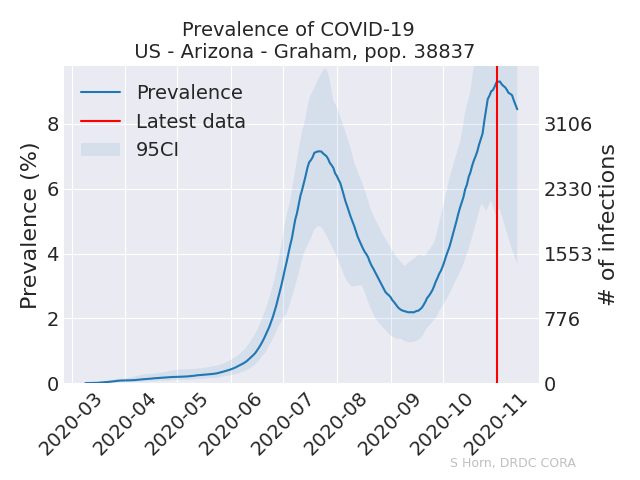 Prevalence of COVID-19
US - Arizona - Graham, pop. 38837
Prevalence
Latest data
95CI
Prevalence (%)
8
6
4
2
0
3106
2330
1553
776
0
# of infections
2020-03
2020-04
2020-05
2020-06
2020-07
2020-08
2020-09
2020-10
2020-11
S Horn, DRDC CORA